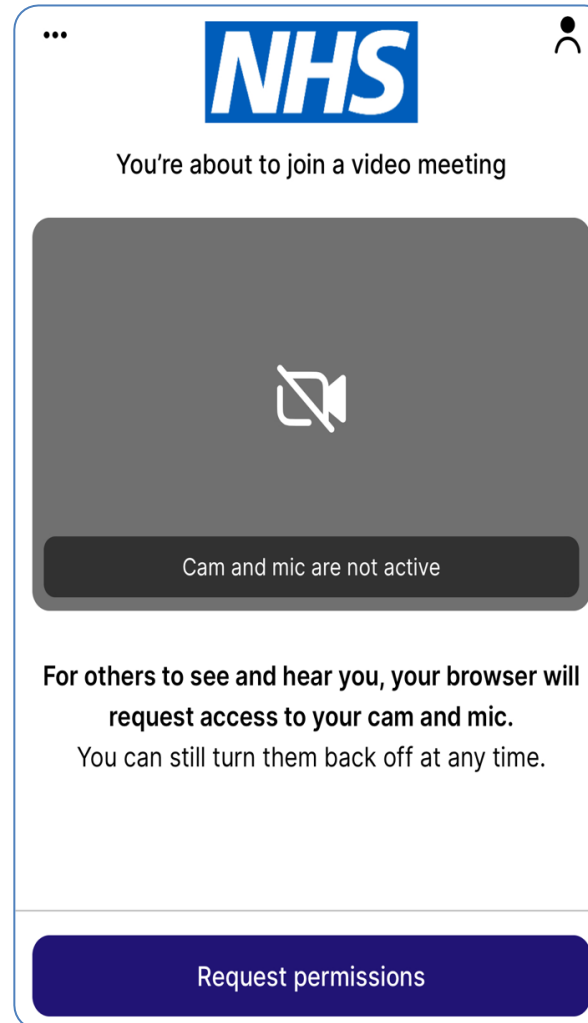 NHS
You're about to join a video meeting
Cam and mic are not active
For others to see and hear you, your browser will
request access to your cam and mic.
You can still turn them back off at any time.
Request permissions